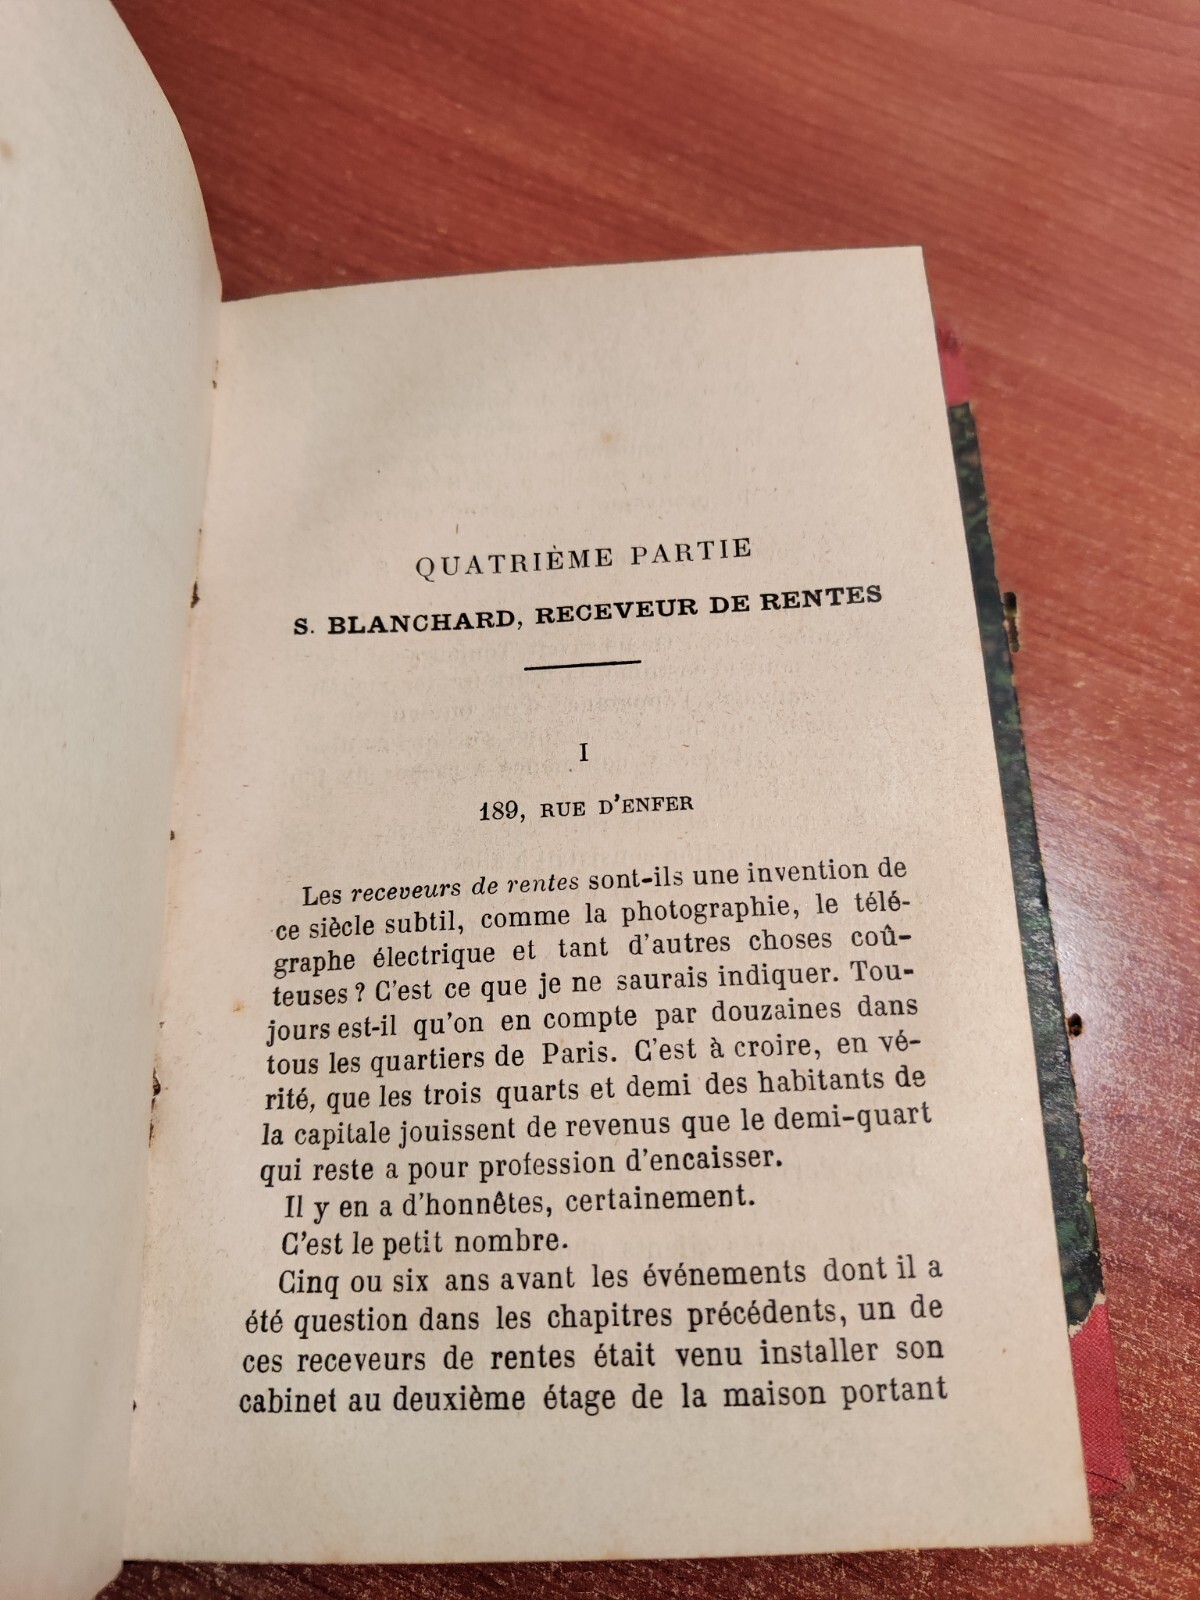 QUATRIÈME PARTIE
S. BLANCHARD, RECEVEUR DE RENTES
I
189, RUE D'ENFER
Les receveurs de rentes sont-ils une invention de
ce siècle subtil, comme la photographie, le télé-
graphe électrique et tant d'autres choses coû-
teuses ? C'est ce que je ne saurais indiquer. Tou-
jours est-il qu'on en compte par douzaines dans
tous les quartiers de Paris. C'est à croire, en vé-
rité, que les trois quarts et demi des habitants de
la capitale jouissent de revenus que le demi-quart
qui reste a pour profession d'encaisser.
Il y en a d'honnêtes, certainement.
C'est le petit nombre.
Cinq ou six ans avant les événements dont il a
été question dans les chapitres précédents, un de
ces receveurs de rentes était venu installer son
cabinet au deuxième étage de la maison portant